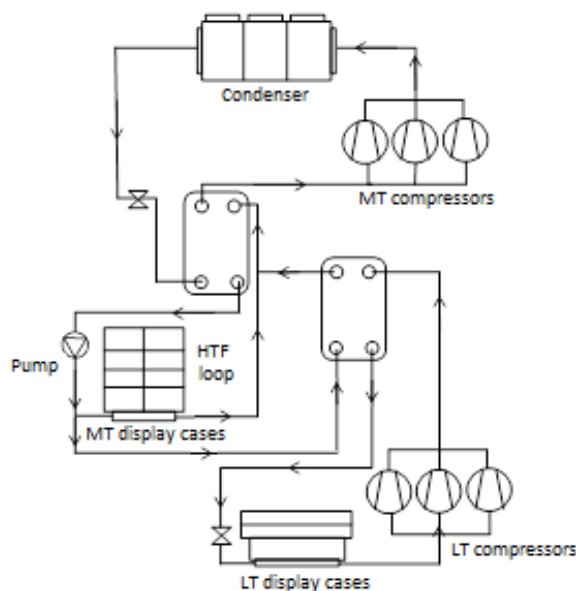 Condenser
MT compressors
HTF
loop
Pump
MT display cases
LT compressors
LT display cases